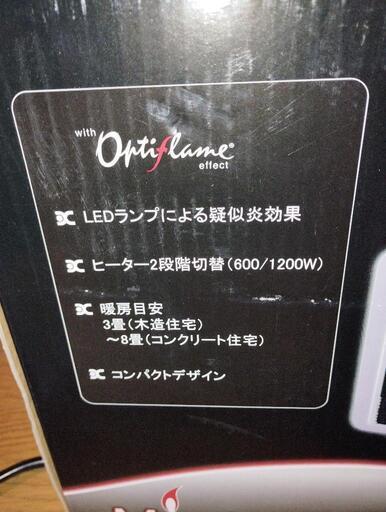 with
Optiflame®
effect
LEDランプによる疑似炎効果
ヒーター2段階切替(600/1200W)
暖房目安
3畳(木造住宅)
～8畳(コンクリート住宅)
コンパクトデザイン